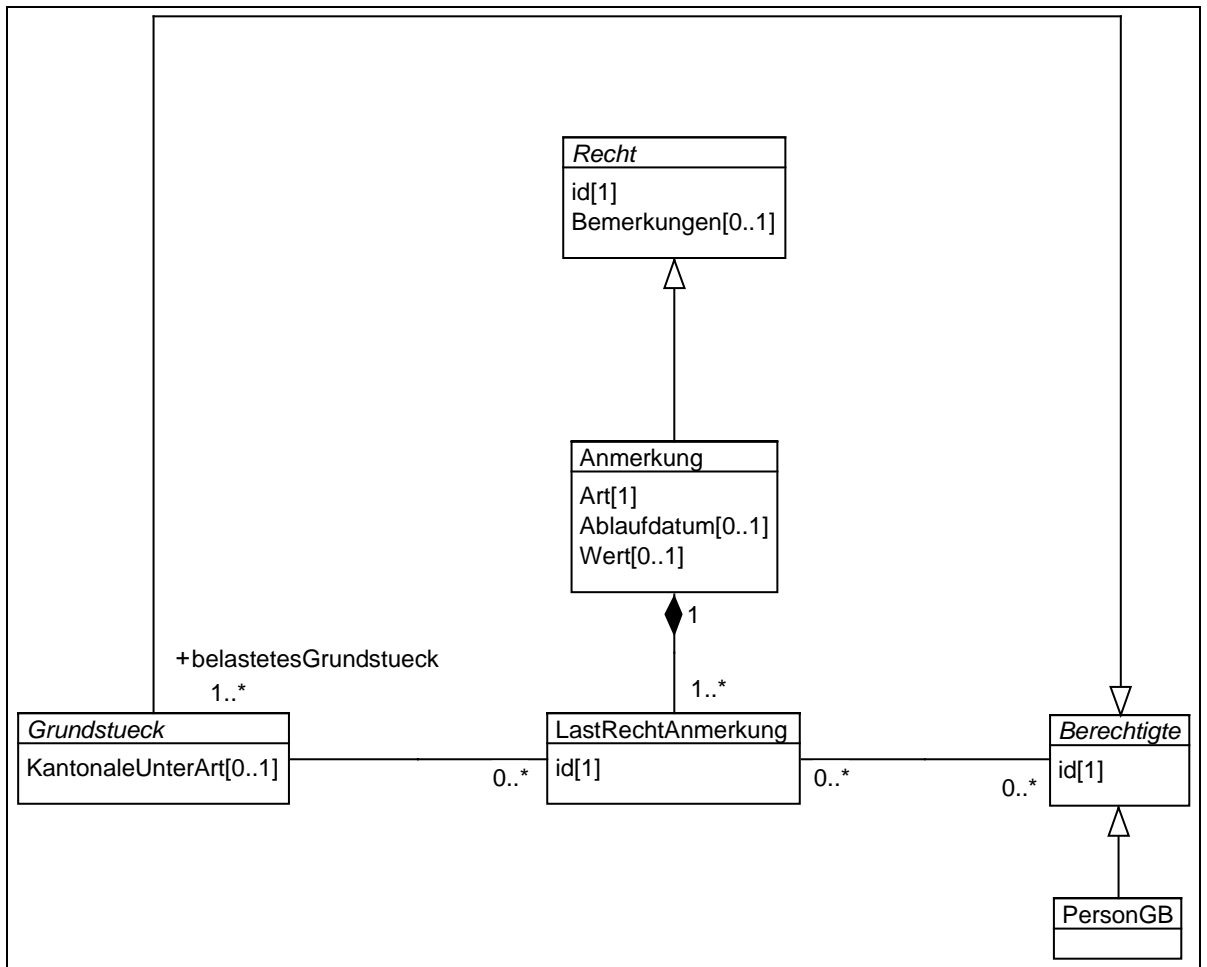 Recht
id[1]
Bemerkungen[0..1]
Anmerkung
Art[1]
Ablaufdatum[0..1]
Wert[0..1]
1
+belastetesGrundstueck
1..*
1..*
Grundstueck
KantonaleUnterArt[0..1]
0..*
LastRechtAnmerkung
id[1]
0..*
0..*
Berechtigte
id[1]
PersonGB